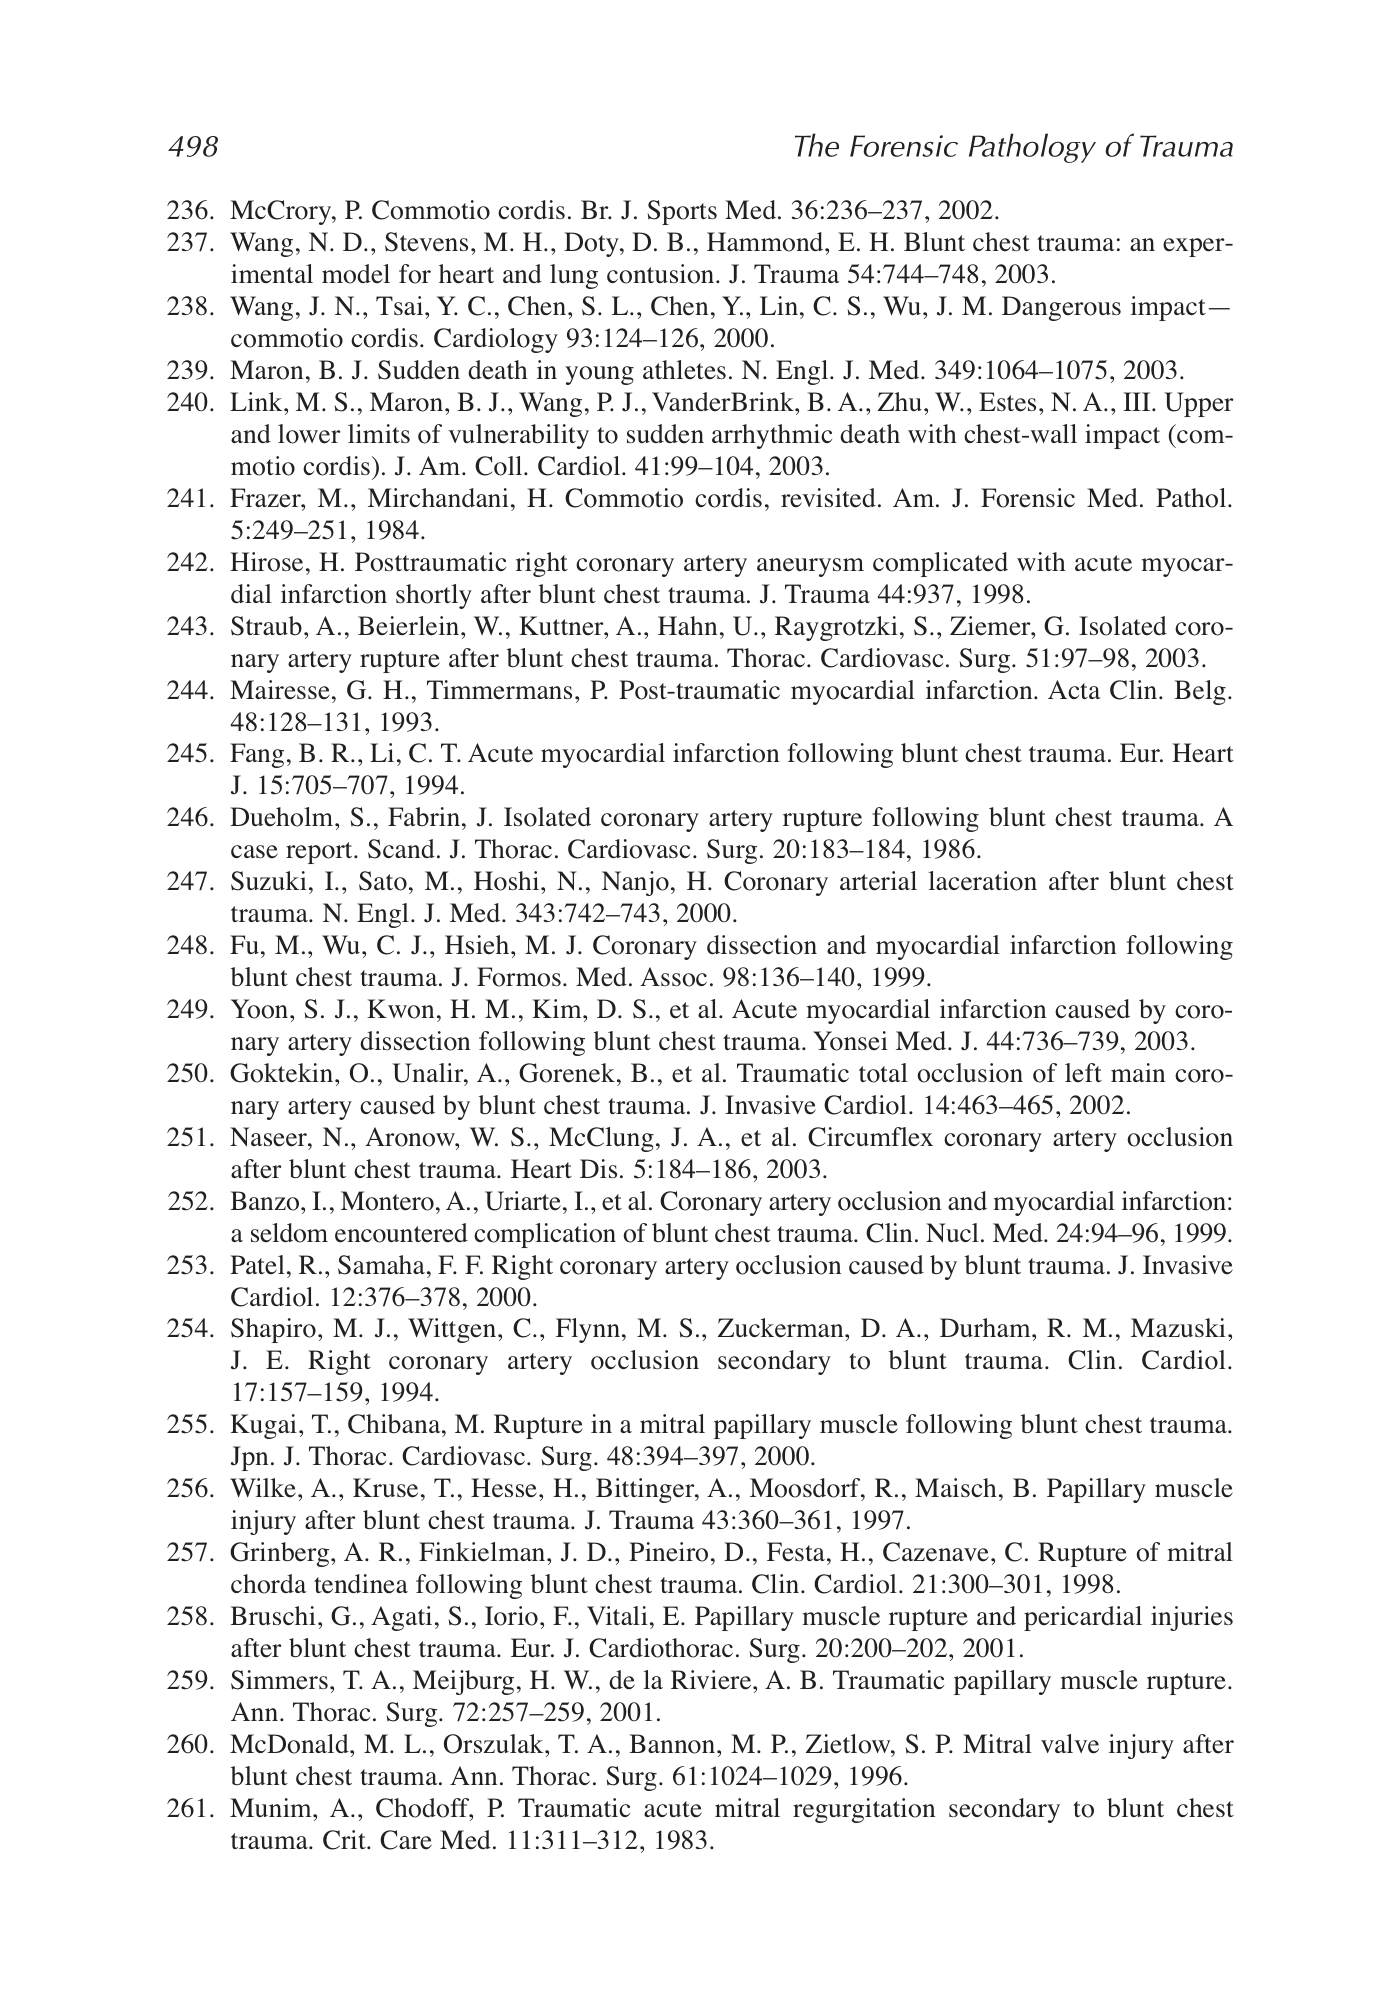 498 The Forensic Pathology of Trauma
236. McCrory, P. Commotio cordis. Br. J. Sports Med. 36:236–237, 2002.
237. Wang, N. D., Stevens, M. H., Doty, D. B., Hammond, E. H. Blunt chest trauma: an exper-
imental model for heart and lung contusion. J. Trauma 54:744–748, 2003.
238. Wang, J. N., Tsai, Y. C., Chen, S. L., Chen, Y., Lin, C. S., Wu, J. M. Dangerous impact—
commotio cordis. Cardiology 93:124–126, 2000.
239. Maron, B. J. Sudden death in young athletes. N. Engl. J. Med. 349:1064–1075, 2003.
240. Link, M. S., Maron, B. J., Wang, P. J., VanderBrink, B. A., Zhu, W., Estes, N. A., III. Upper
and lower limits of vulnerability to sudden arrhythmic death with chest-wall impact (com-
motio cordis). J. Am. Coll. Cardiol. 41:99–104, 2003.
241. Frazer, M., Mirchandani, H. Commotio cordis, revisited. Am. J. Forensic Med. Pathol.
5:249–251, 1984.
242. Hirose, H. Posttraumatic right coronary artery aneurysm complicated with acute myocar-
dial infarction shortly after blunt chest trauma. J. Trauma 44:937, 1998.
243. Straub, A., Beierlein, W., Kuttner, A., Hahn, U., Raygrotzki, S., Ziemer, G. Isolated coro-
nary artery rupture after blunt chest trauma. Thorac. Cardiovasc. Surg. 51:97–98, 2003.
244. Mairesse, G. H., Timmermans, P. Post-traumatic myocardial infarction. Acta Clin. Belg.
48:128–131, 1993.
245. Fang, B. R., Li, C. T. Acute myocardial infarction following blunt chest trauma. Eur. Heart
J. 15:705–707, 1994.
246. Dueholm, S., Fabrin, J. Isolated coronary artery rupture following blunt chest trauma. A
case report. Scand. J. Thorac. Cardiovasc. Surg. 20:183–184, 1986.
247. Suzuki, I., Sato, M., Hoshi, N., Nanjo, H. Coronary arterial laceration after blunt chest
trauma. N. Engl. J. Med. 343:742–743, 2000.
248. Fu, M., Wu, C. J., Hsieh, M. J. Coronary dissection and myocardial infarction following
blunt chest trauma. J. Formos. Med. Assoc. 98:136–140, 1999.
249. Yoon, S. J., Kwon, H. M., Kim, D. S., et al. Acute myocardial infarction caused by coro-
nary artery dissection following blunt chest trauma. Yonsei Med. J. 44:736–739, 2003.
250. Goktekin, O., Unalir, A., Gorenek, B., et al. Traumatic total occlusion of left main coro-
nary artery caused by blunt chest trauma. J. Invasive Cardiol. 14:463–465, 2002.
251. Naseer, N., Aronow, W. S., McClung, J. A., et al. Circumflex coronary artery occlusion
after blunt chest trauma. Heart Dis. 5:184–186, 2003.
252. Banzo, I., Montero, A., Uriarte, I., et al. Coronary artery occlusion and myocardial infarction:
a seldom encountered complication of blunt chest trauma. Clin. Nucl. Med. 24:94–96, 1999.
253. Patel, R., Samaha, F. F. Right coronary artery occlusion caused by blunt trauma. J. Invasive
Cardiol. 12:376–378, 2000.
254. Shapiro, M. J., Wittgen, C., Flynn, M. S., Zuckerman, D. A., Durham, R. M., Mazuski,
J. E. Right coronary artery occlusion secondary to blunt trauma. Clin. Cardiol.
17:157–159, 1994.
255. Kugai, T., Chibana, M. Rupture in a mitral papillary muscle following blunt chest trauma.
Jpn. J. Thorac. Cardiovasc. Surg. 48:394–397, 2000.
256. Wilke, A., Kruse, T., Hesse, H., Bittinger, A., Moosdorf, R., Maisch, B. Papillary muscle
injury after blunt chest trauma. J. Trauma 43:360–361, 1997.
257. Grinberg, A. R., Finkielman, J. D., Pineiro, D., Festa, H., Cazenave, C. Rupture of mitral
chorda tendinea following blunt chest trauma. Clin. Cardiol. 21:300–301, 1998.
258. Bruschi, G., Agati, S., Iorio, F., Vitali, E. Papillary muscle rupture and pericardial injuries
after blunt chest trauma. Eur. J. Cardiothorac. Surg. 20:200–202, 2001.
259. Simmers, T. A., Meijburg, H. W., de la Riviere, A. B. Traumatic papillary muscle rupture.
Ann. Thorac. Surg. 72:257–259, 2001.
260. McDonald, M. L., Orszulak, T. A., Bannon, M. P., Zietlow, S. P. Mitral valve injury after
blunt chest trauma. Ann. Thorac. Surg. 61:1024–1029, 1996.
261. Munim, A., Chodoff, P. Traumatic acute mitral regurgitation secondary to blunt chest
trauma. Crit. Care Med. 11:311–312, 1983.